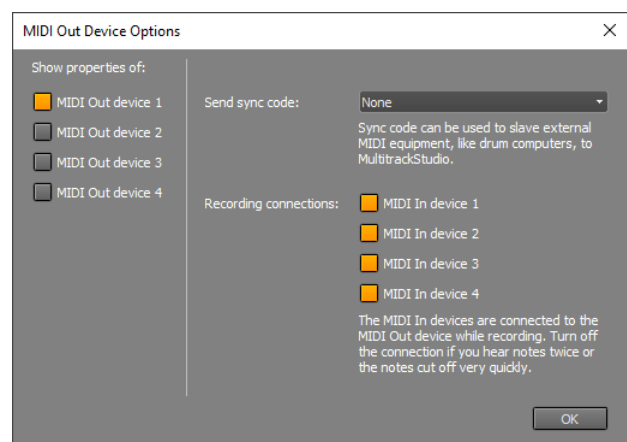 MIDI Out Device Options
Show properties of:
MIDI Out device 1
MIDI Out device 2
MIDI Out device 3
MIDI Out device 4
Send sync code:
None
Sync code can be used to slave external
MIDI equipment, like drum computers, to
MultitrackStudio.
Recording connections:
MIDI In device 1
MIDI In device 2
MIDI In device 3
MIDI In device 4
The MIDI In devices are connected to the
MIDI Out device while recording. Turn off
the connection if you hear notes twice or
the notes cut off very quickly.
OK